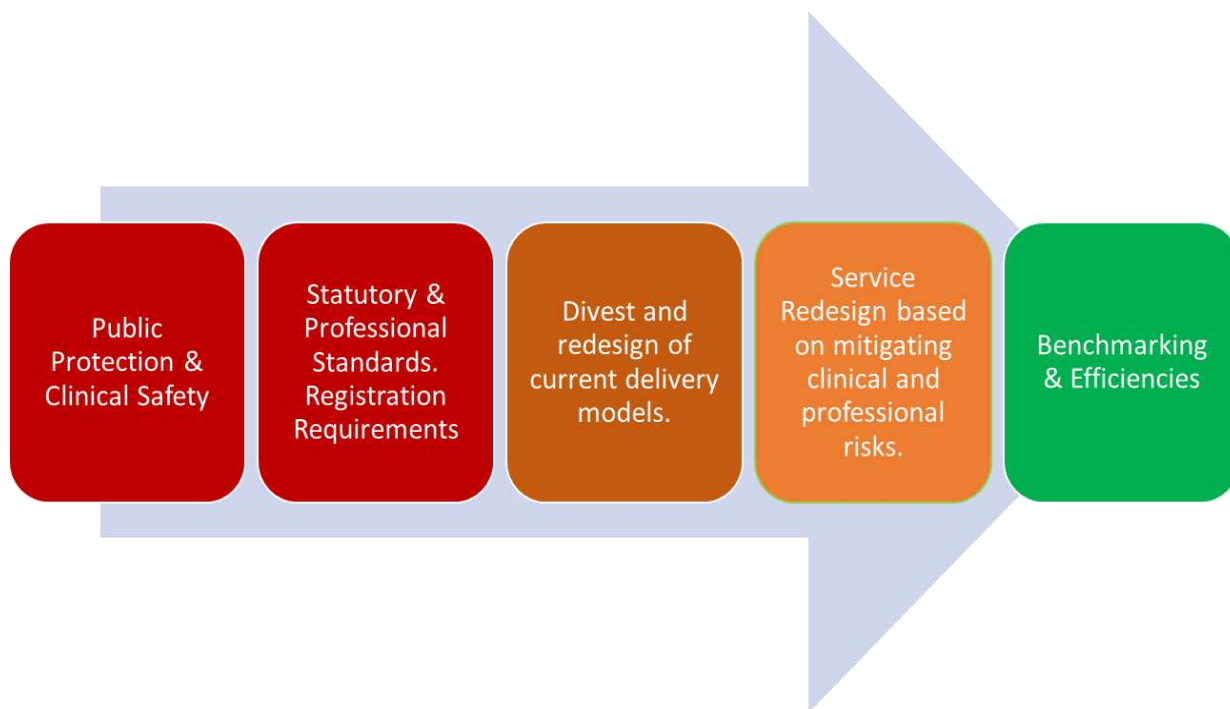 Public
Protection &
Clinical Safety
Statutory &
Professional
Standards.
Registration
Requirements
Divest and
redesign of
current delivery
models.
Service
Redesign based
on mitigating
clinical and
professional
risks.
Benchmarking
& Efficiencies